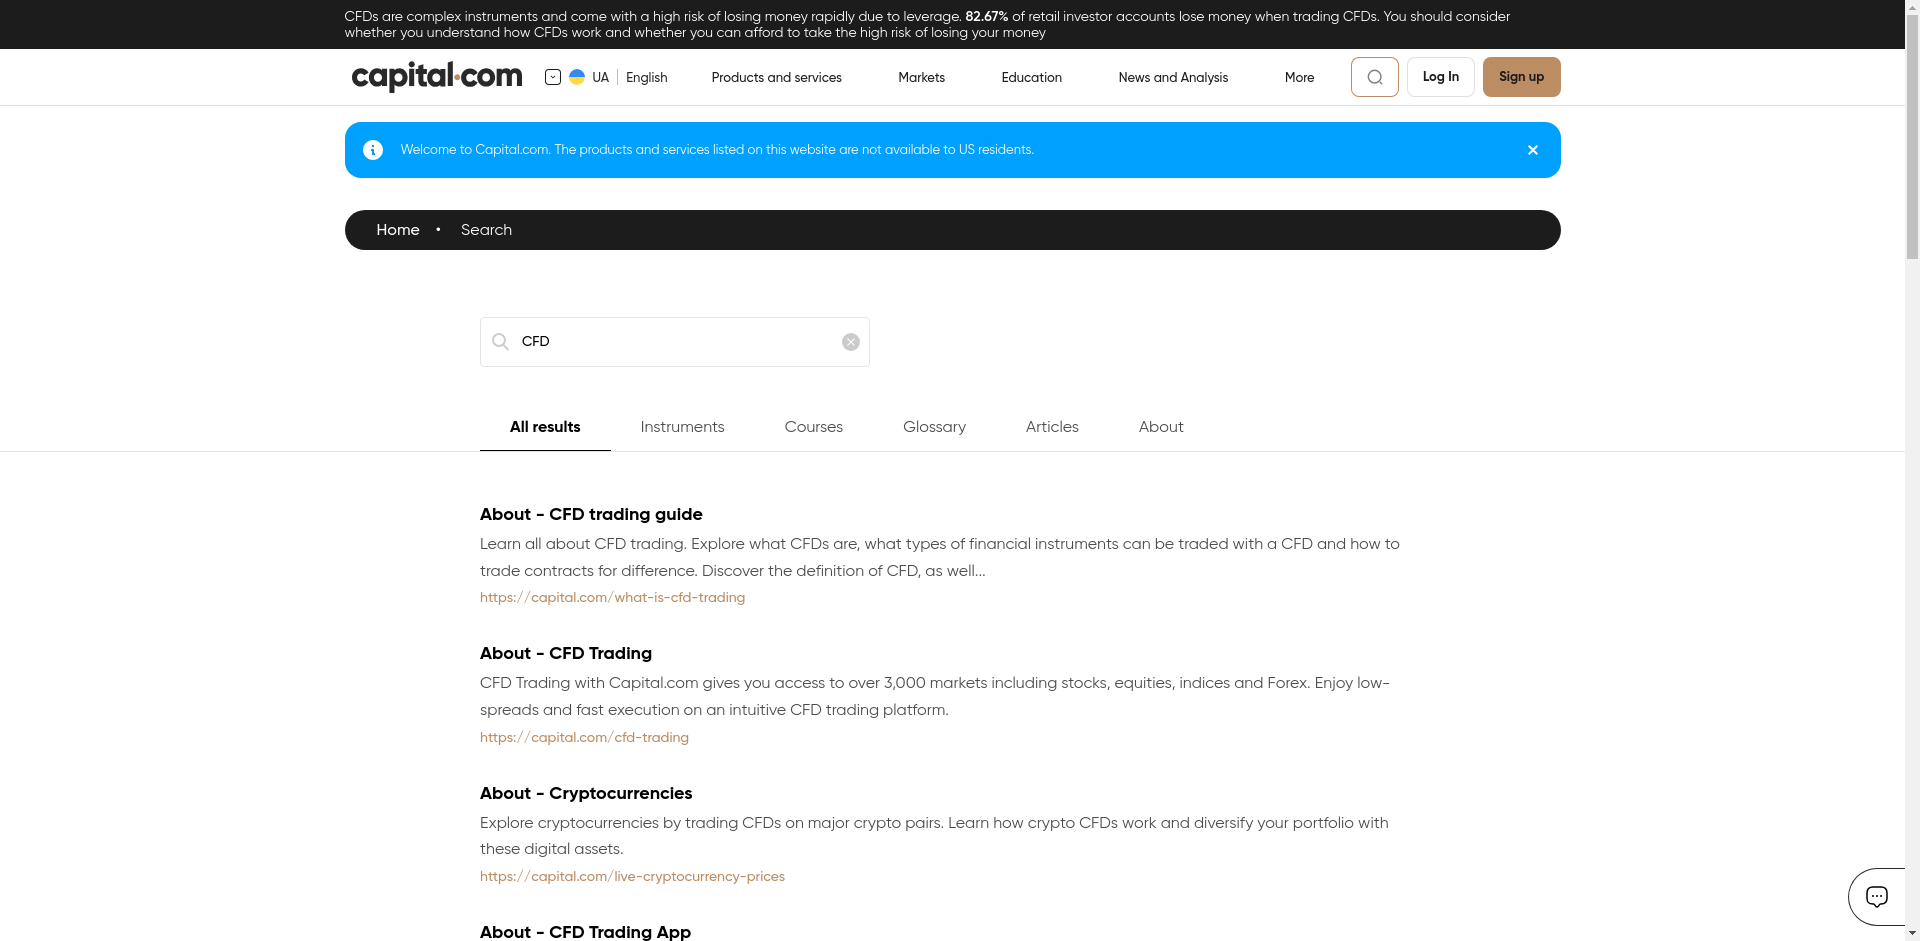 CFDs are complex instruments and come with a high risk of losing money rapidly due to leverage. 82.67% of retail investor accounts lose money when trading CFDs. You should consider
whether you understand how CFDs work and whether you can afford to take the high risk of losing your money
capital.com UA English Products and services Markets Education News and Analysis More Log In Sign up
Welcome to Capital.com. The products and services listed on this website are not available to US residents.
Home • Search
CFD
All results Instruments Courses Glossary Articles About
About - CFD trading guide
Learn all about CFD trading. Explore what CFDs are, what types of financial instruments can be traded with a CFD and how to
trade contracts for difference. Discover the definition of CFD, as well...
https://capital.com/what-is-cfd-trading
About - CFD Trading
CFD Trading with Capital.com gives you access to over 3,000 markets including stocks, equities, indices and Forex. Enjoy low-
spreads and fast execution on an intuitive CFD trading platform.
https://capital.com/cfd-trading
About - Cryptocurrencies
Explore cryptocurrencies by trading CFDs on major crypto pairs. Learn how crypto CFDs work and diversify your portfolio with
these digital assets.
https://capital.com/live-cryptocurrency-prices
About - CFD Trading App